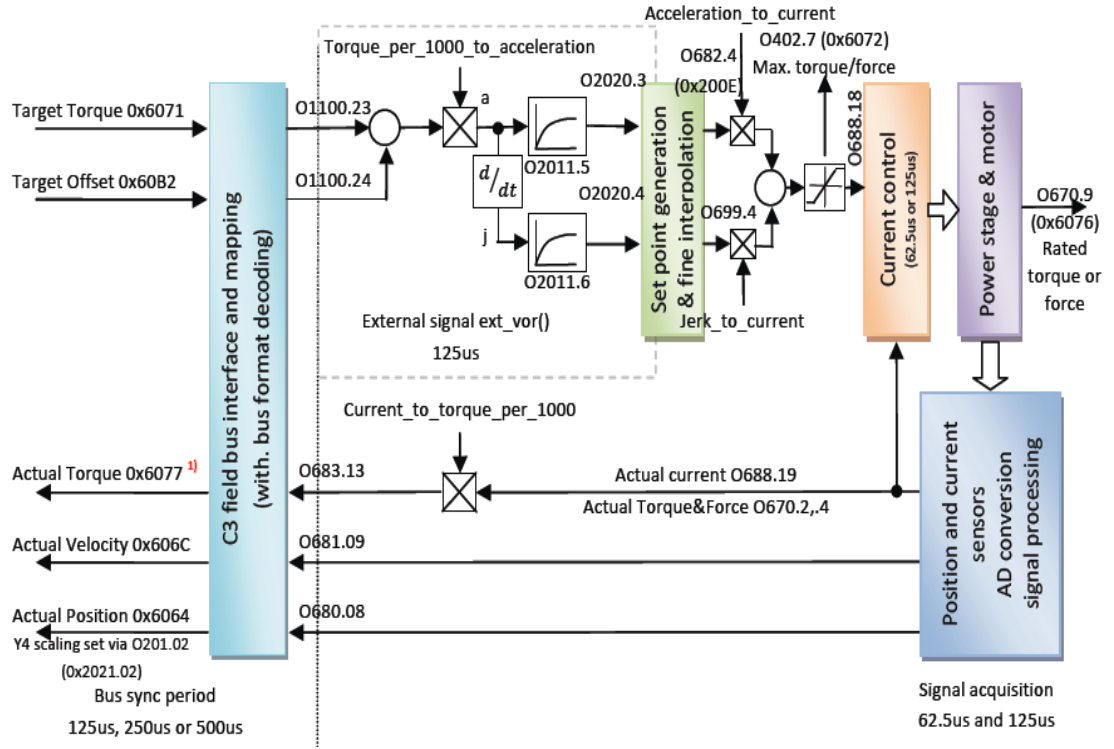 Acceleration_to_current
Torque_per_1000_to_acceleration
O682.4
(0x200E)
O402.7 (0x6072)
Max. torque/force
Target Torque 0x6071
O1100.23
a
O2011.5
O2020.3
O688.18
Target Offset 0x60B2
O1100.24
d/dt
O2020.4
j
O2011.6
O699.4
Jerk_to_current
C3 field bus interface and mapping
(with. bus format decoding)
Set point generation
& fine interpolation
Current control
(62.5us or 125us)
Power stage & motor
O670.9
(0x6076)
Rated
torque or
force
External signal ext_vor()
125us
Current_to_torque_per_1000
Actual Torque 0x6077 1)
O683.13
Actual current O688.19
Actual Torque&Force O670.2,.4
Actual Velocity 0x606C
O681.09
Actual Position 0x6064
O680.08
Y4 scaling set via O201.02
(0x2021.02)
Position and current
sensors
AD conversion
signal processing
Bus sync period
125us, 250us or 500us
Signal acquisition
62.5us and 125us